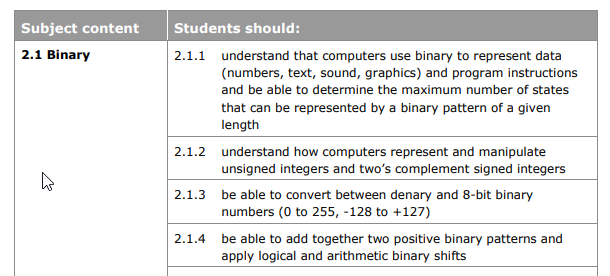 Subject content Students should:
2.1 Binary 2.1.1 understand that computers use binary to represent data
(numbers, text, sound, graphics) and program instructions
and be able to determine the maximum number of states
that can be represented by a binary pattern of a given
length
2.1.2 understand how computers represent and manipulate
unsigned integers and two’s complement signed integers
2.1.3 be able to convert between denary and 8-bit binary
numbers (0 to 255, -128 to +127)
2.1.4 be able to add together two positive binary patterns and
apply logical and arithmetic binary shifts